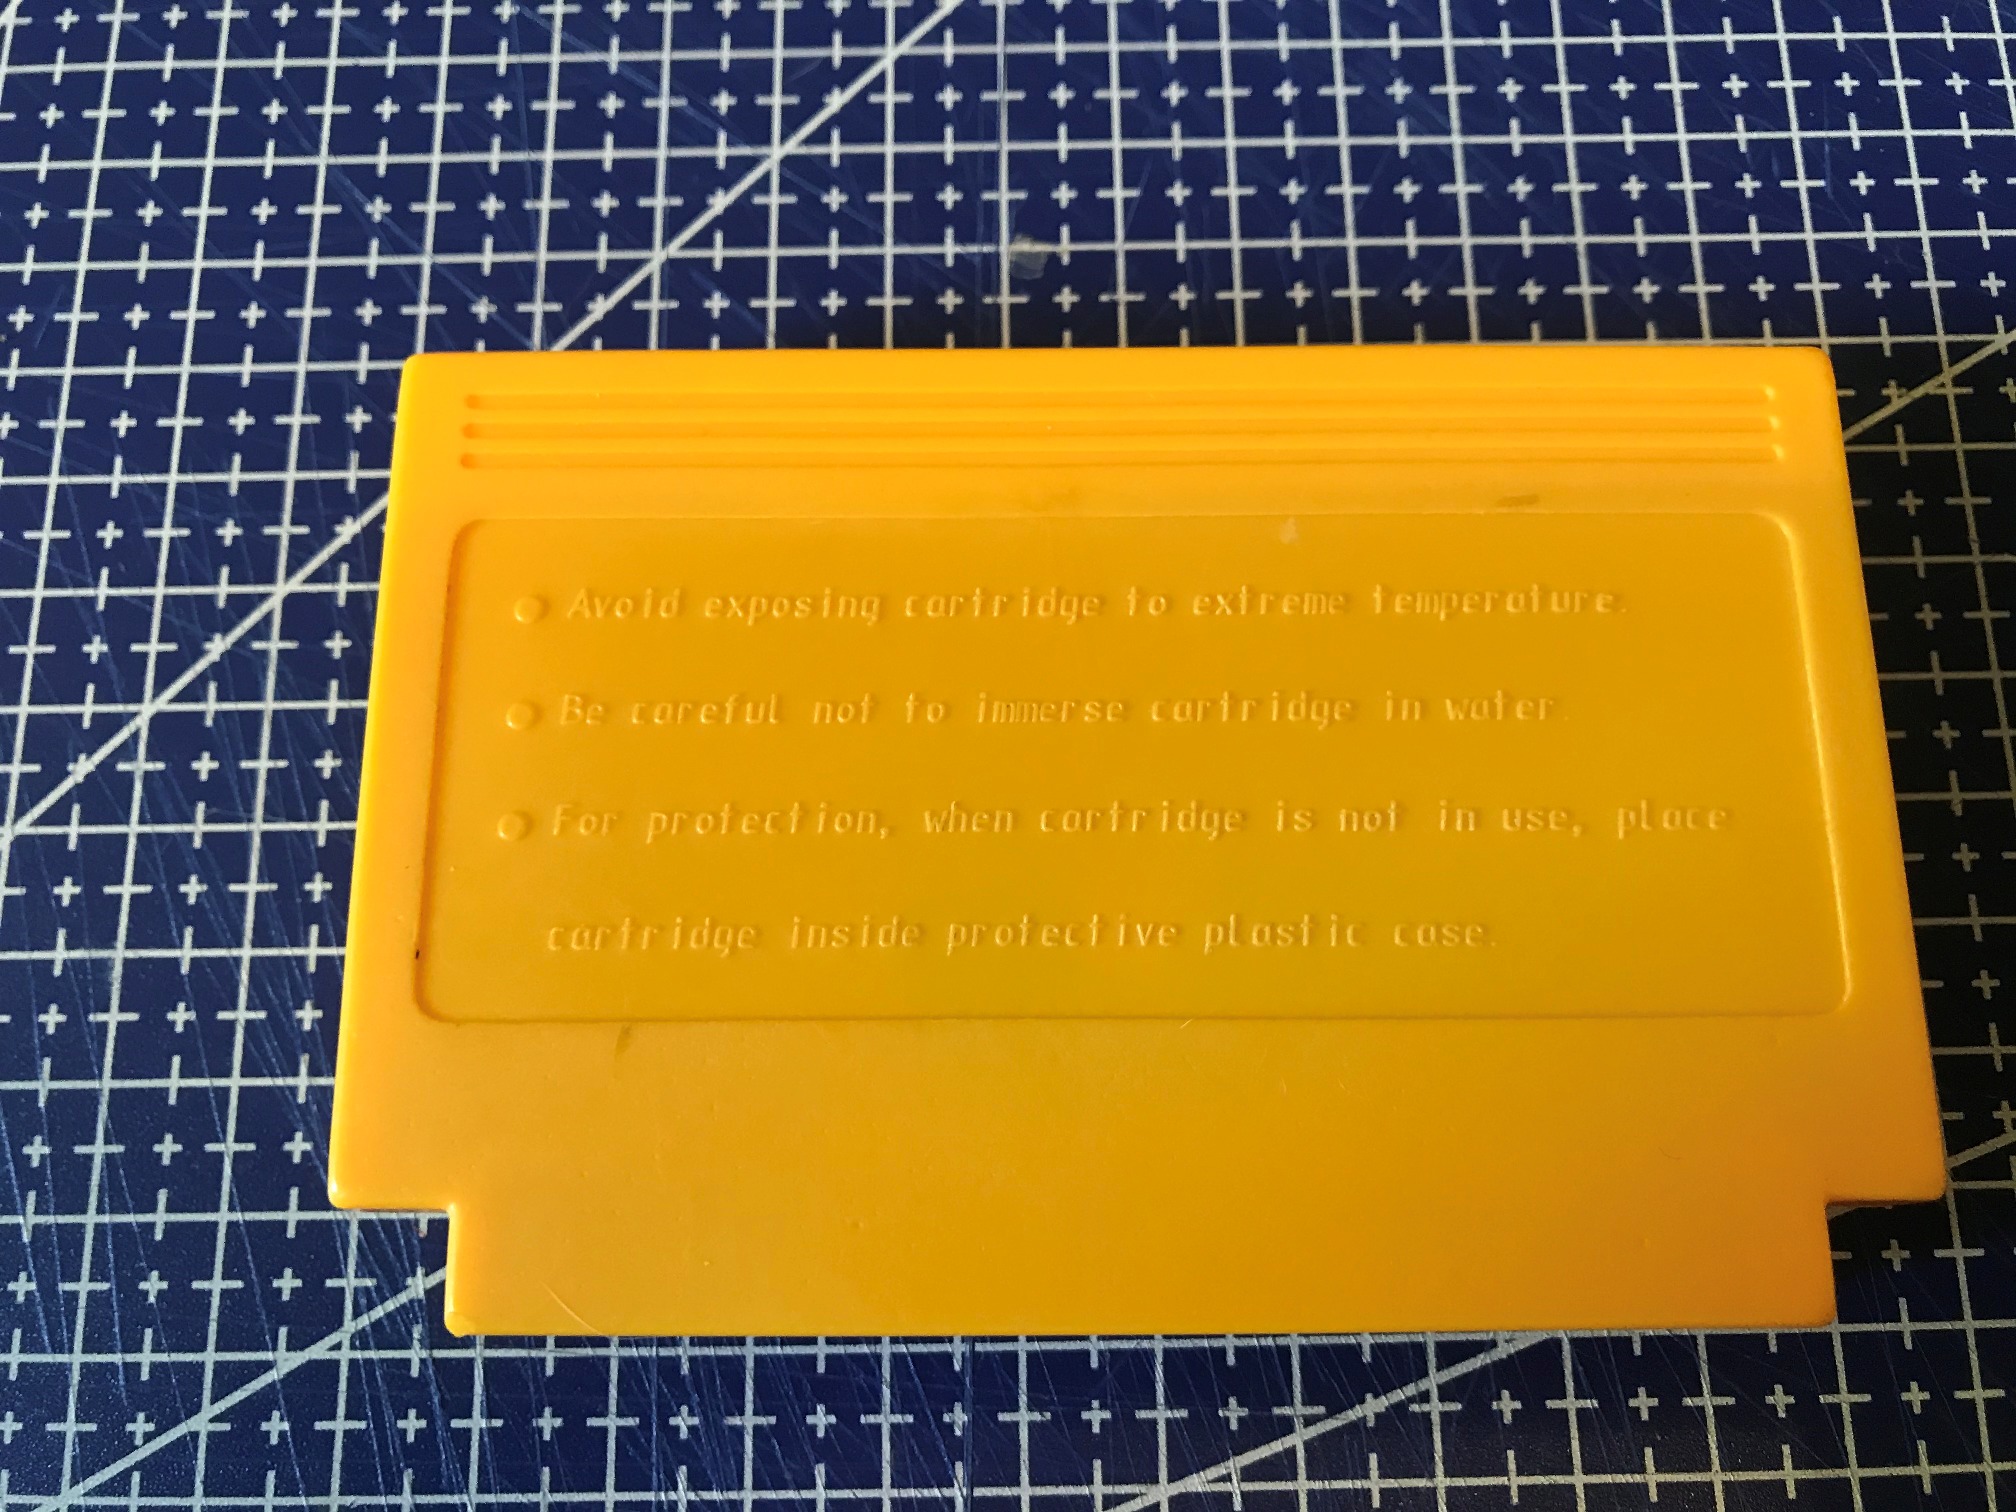 Avoid exposing cartridge to extreme temperature.
Be careful not to immerse cartridge in water.
For protection, when cartridge is not in use, place
cartridge inside protective plastic case.